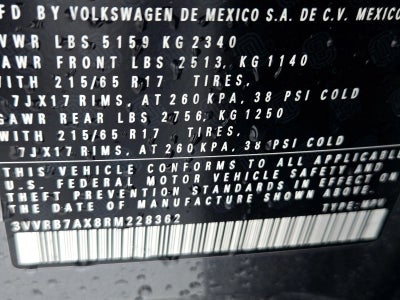 FD BY VOLKSWAGEN DE MEXICO S.A. DE C.V. MEXICO
VWR LBS 5159 KG 2340
AWR FRONT LBS 2513, KG 1140
WITH 215/65 R17 TIRES,
7JX17 RIMS, AT 260 KPA, 38 PSI COLD
GAWR REAR LBS 2756, KG 1250
WITH 215/65 R17 TIRES,
7JX17 RIMS, AT 260 KPA, 38 PSI COLD
THIS VEHICLE CONFORMS TO ALL APPLICABLE
U.S. FEDERAL MOTOR VEHICLE SAFETY AND
THEFT PREVENTION STANDARDS IN EFFECT ON
THE DATE OF MANUFACTURE SHOWN ABOVE.
3VVRB7AX8RM228362 TYPE: MPV